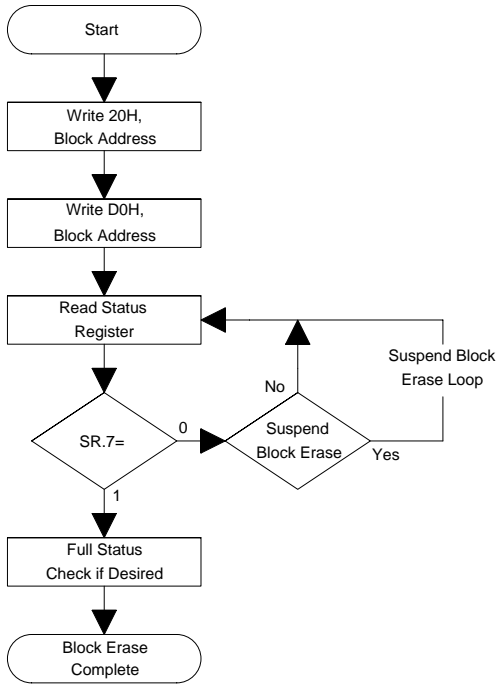 Start
Write 20H,
Block Address
Write D0H,
Block Address
Read Status
Register
Suspend Block
Erase Loop
No
SR.7=
0
Suspend
Block Erase
Yes
1
Full Status
Check if Desired
Block Erase
Complete